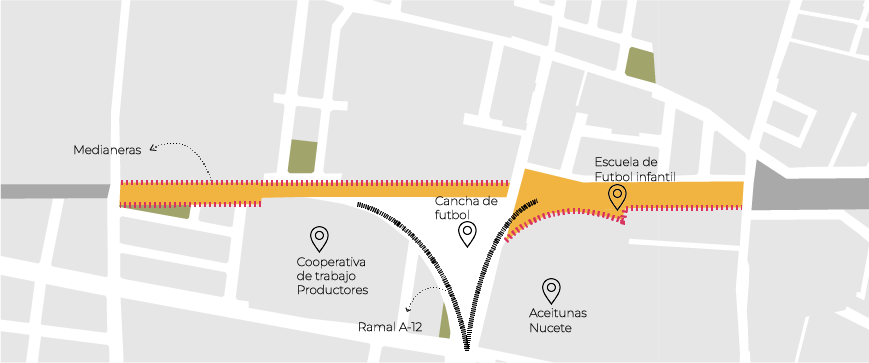 Medianeras
Escuela de
Futbol infantil
Cancha de
futbol
Cooperativa
de trabajo
Productores
Aceitunas
Nucete
Ramal A-12